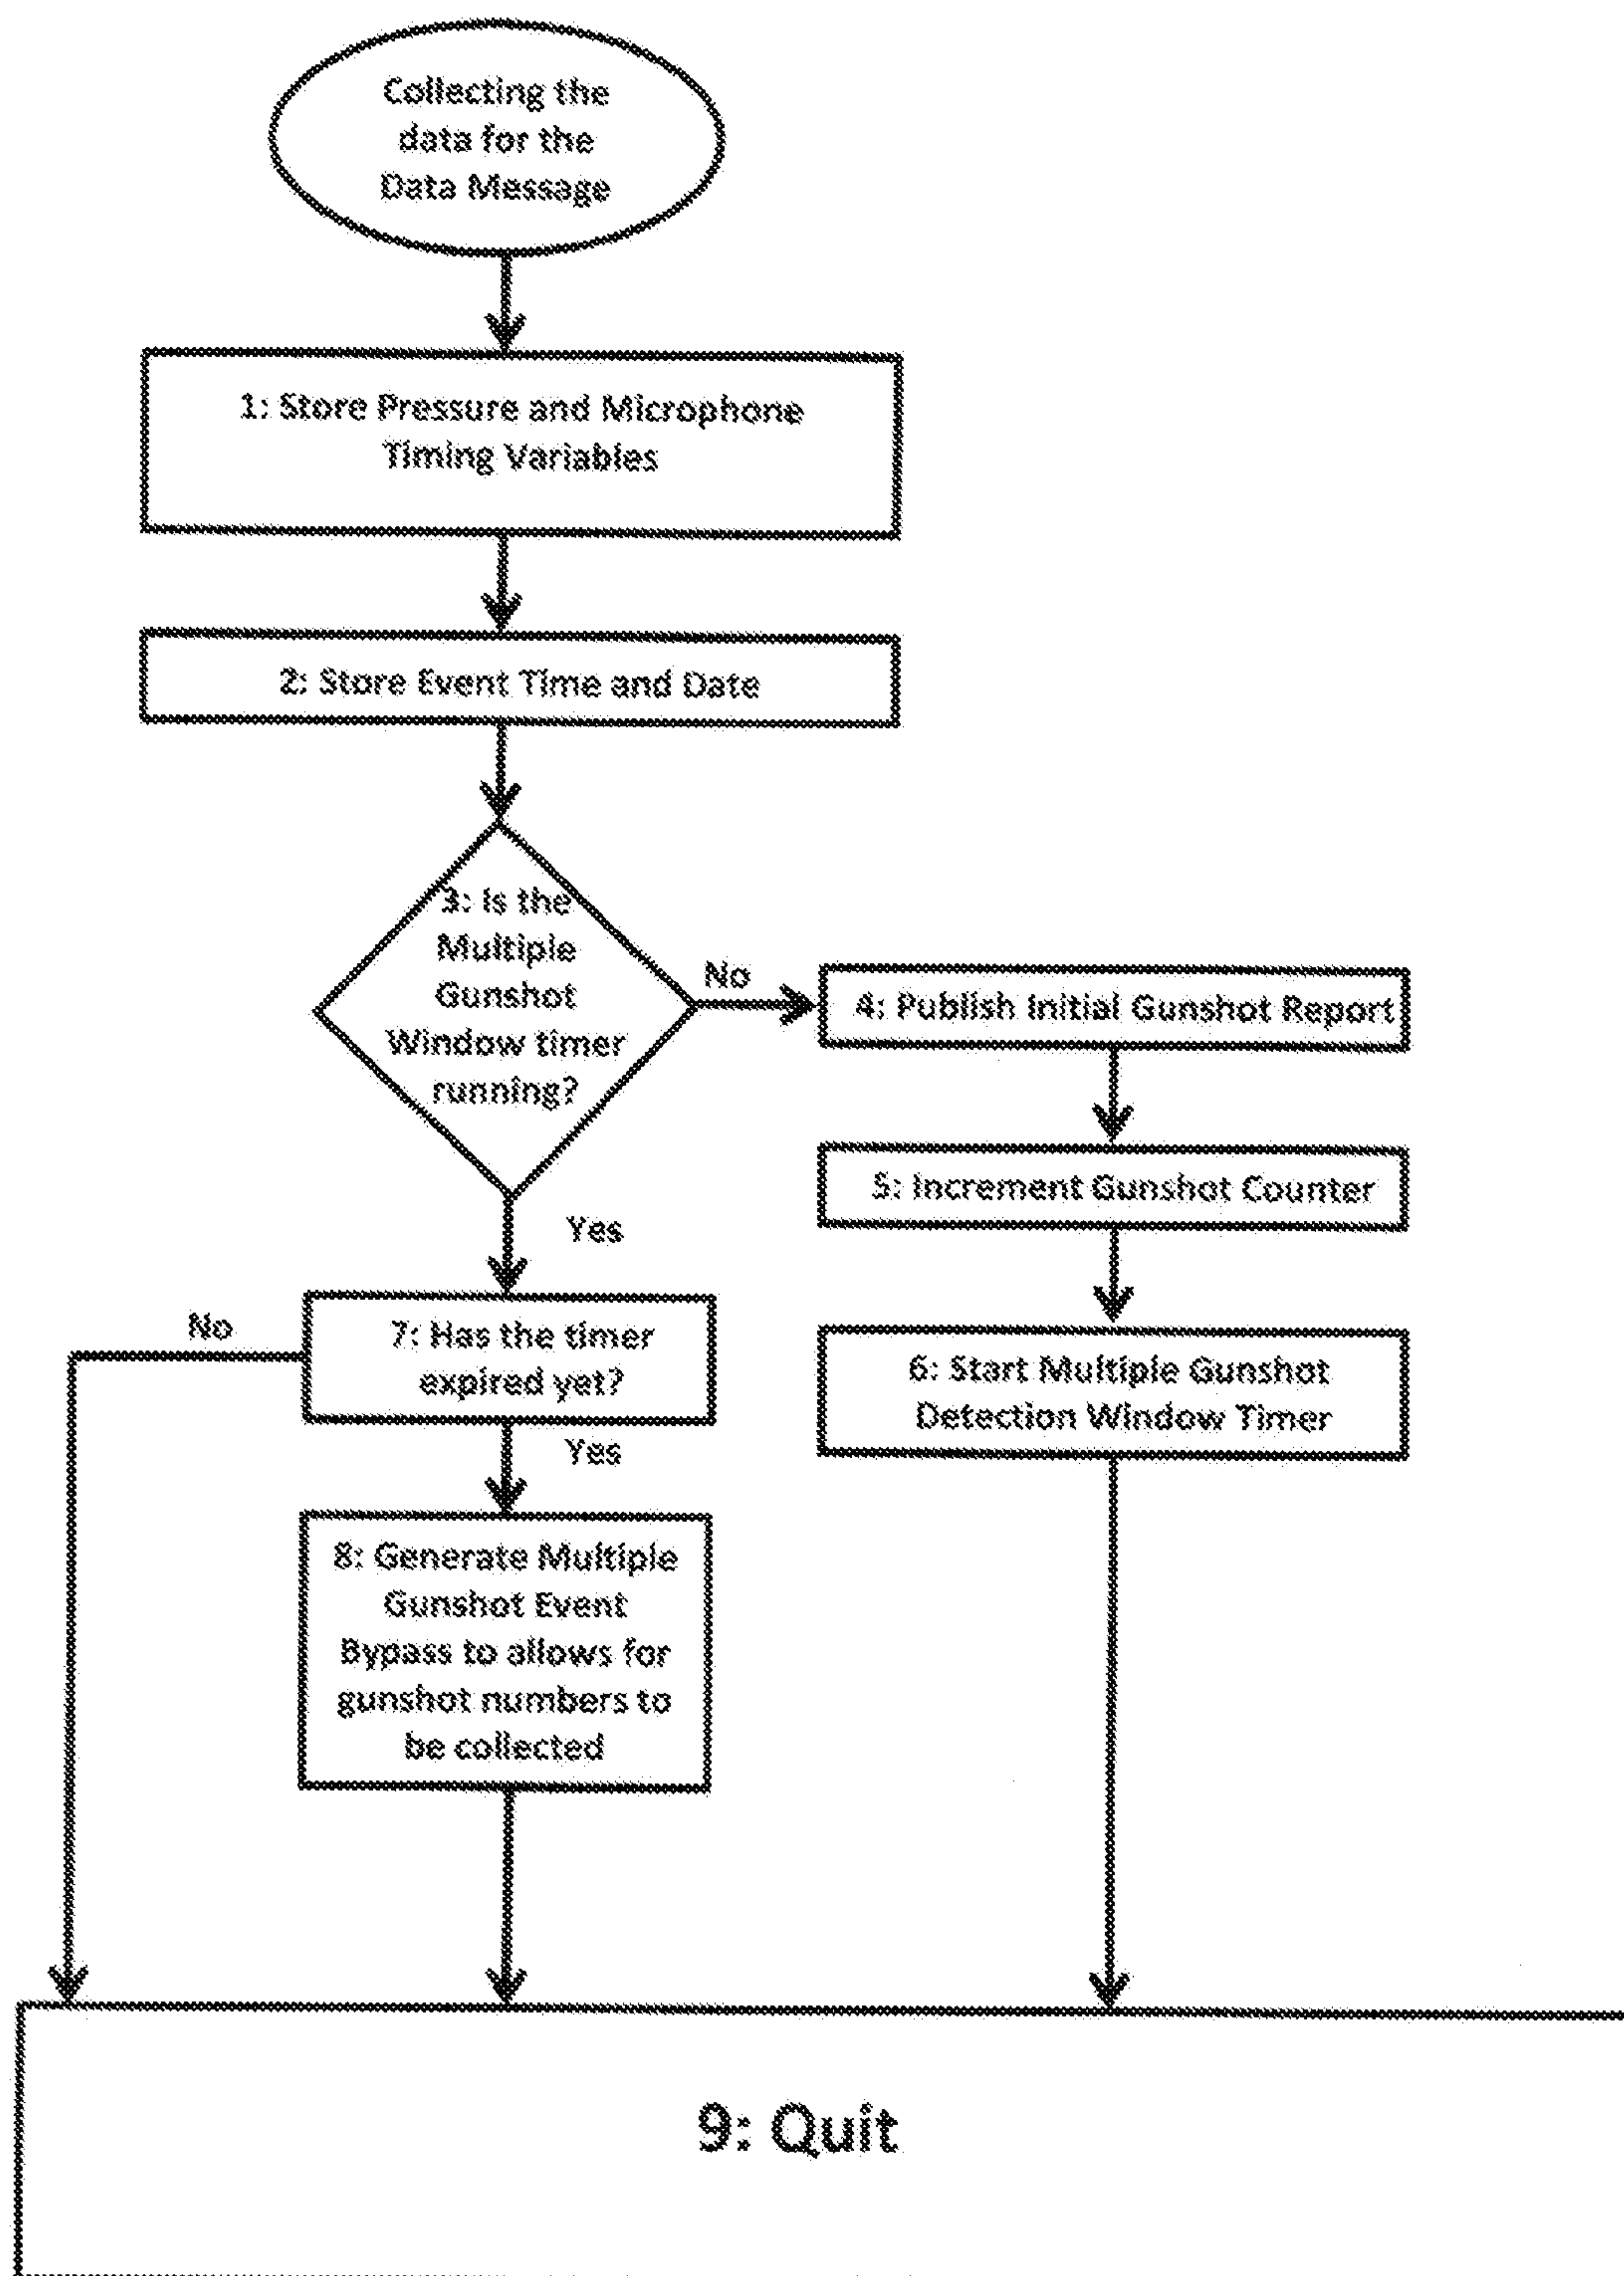 Collecting the
data for the
Data Message
1: Store Pressure and Microphone
Timing Variables
2: Store Event Time and Date
3: Is the
Multiple
Gunshot
Window timer
running?
No
4: Publish Initial Gunshot Report
5: Increment Gunshot Counter
6: Start Multiple Gunshot
Detection Window Timer
Yes
7: Has the timer
expired yet?
No
Yes
8: Generate Multiple
Gunshot Event
Bypass to allows for
gunshot numbers to
be collected
9: Quit